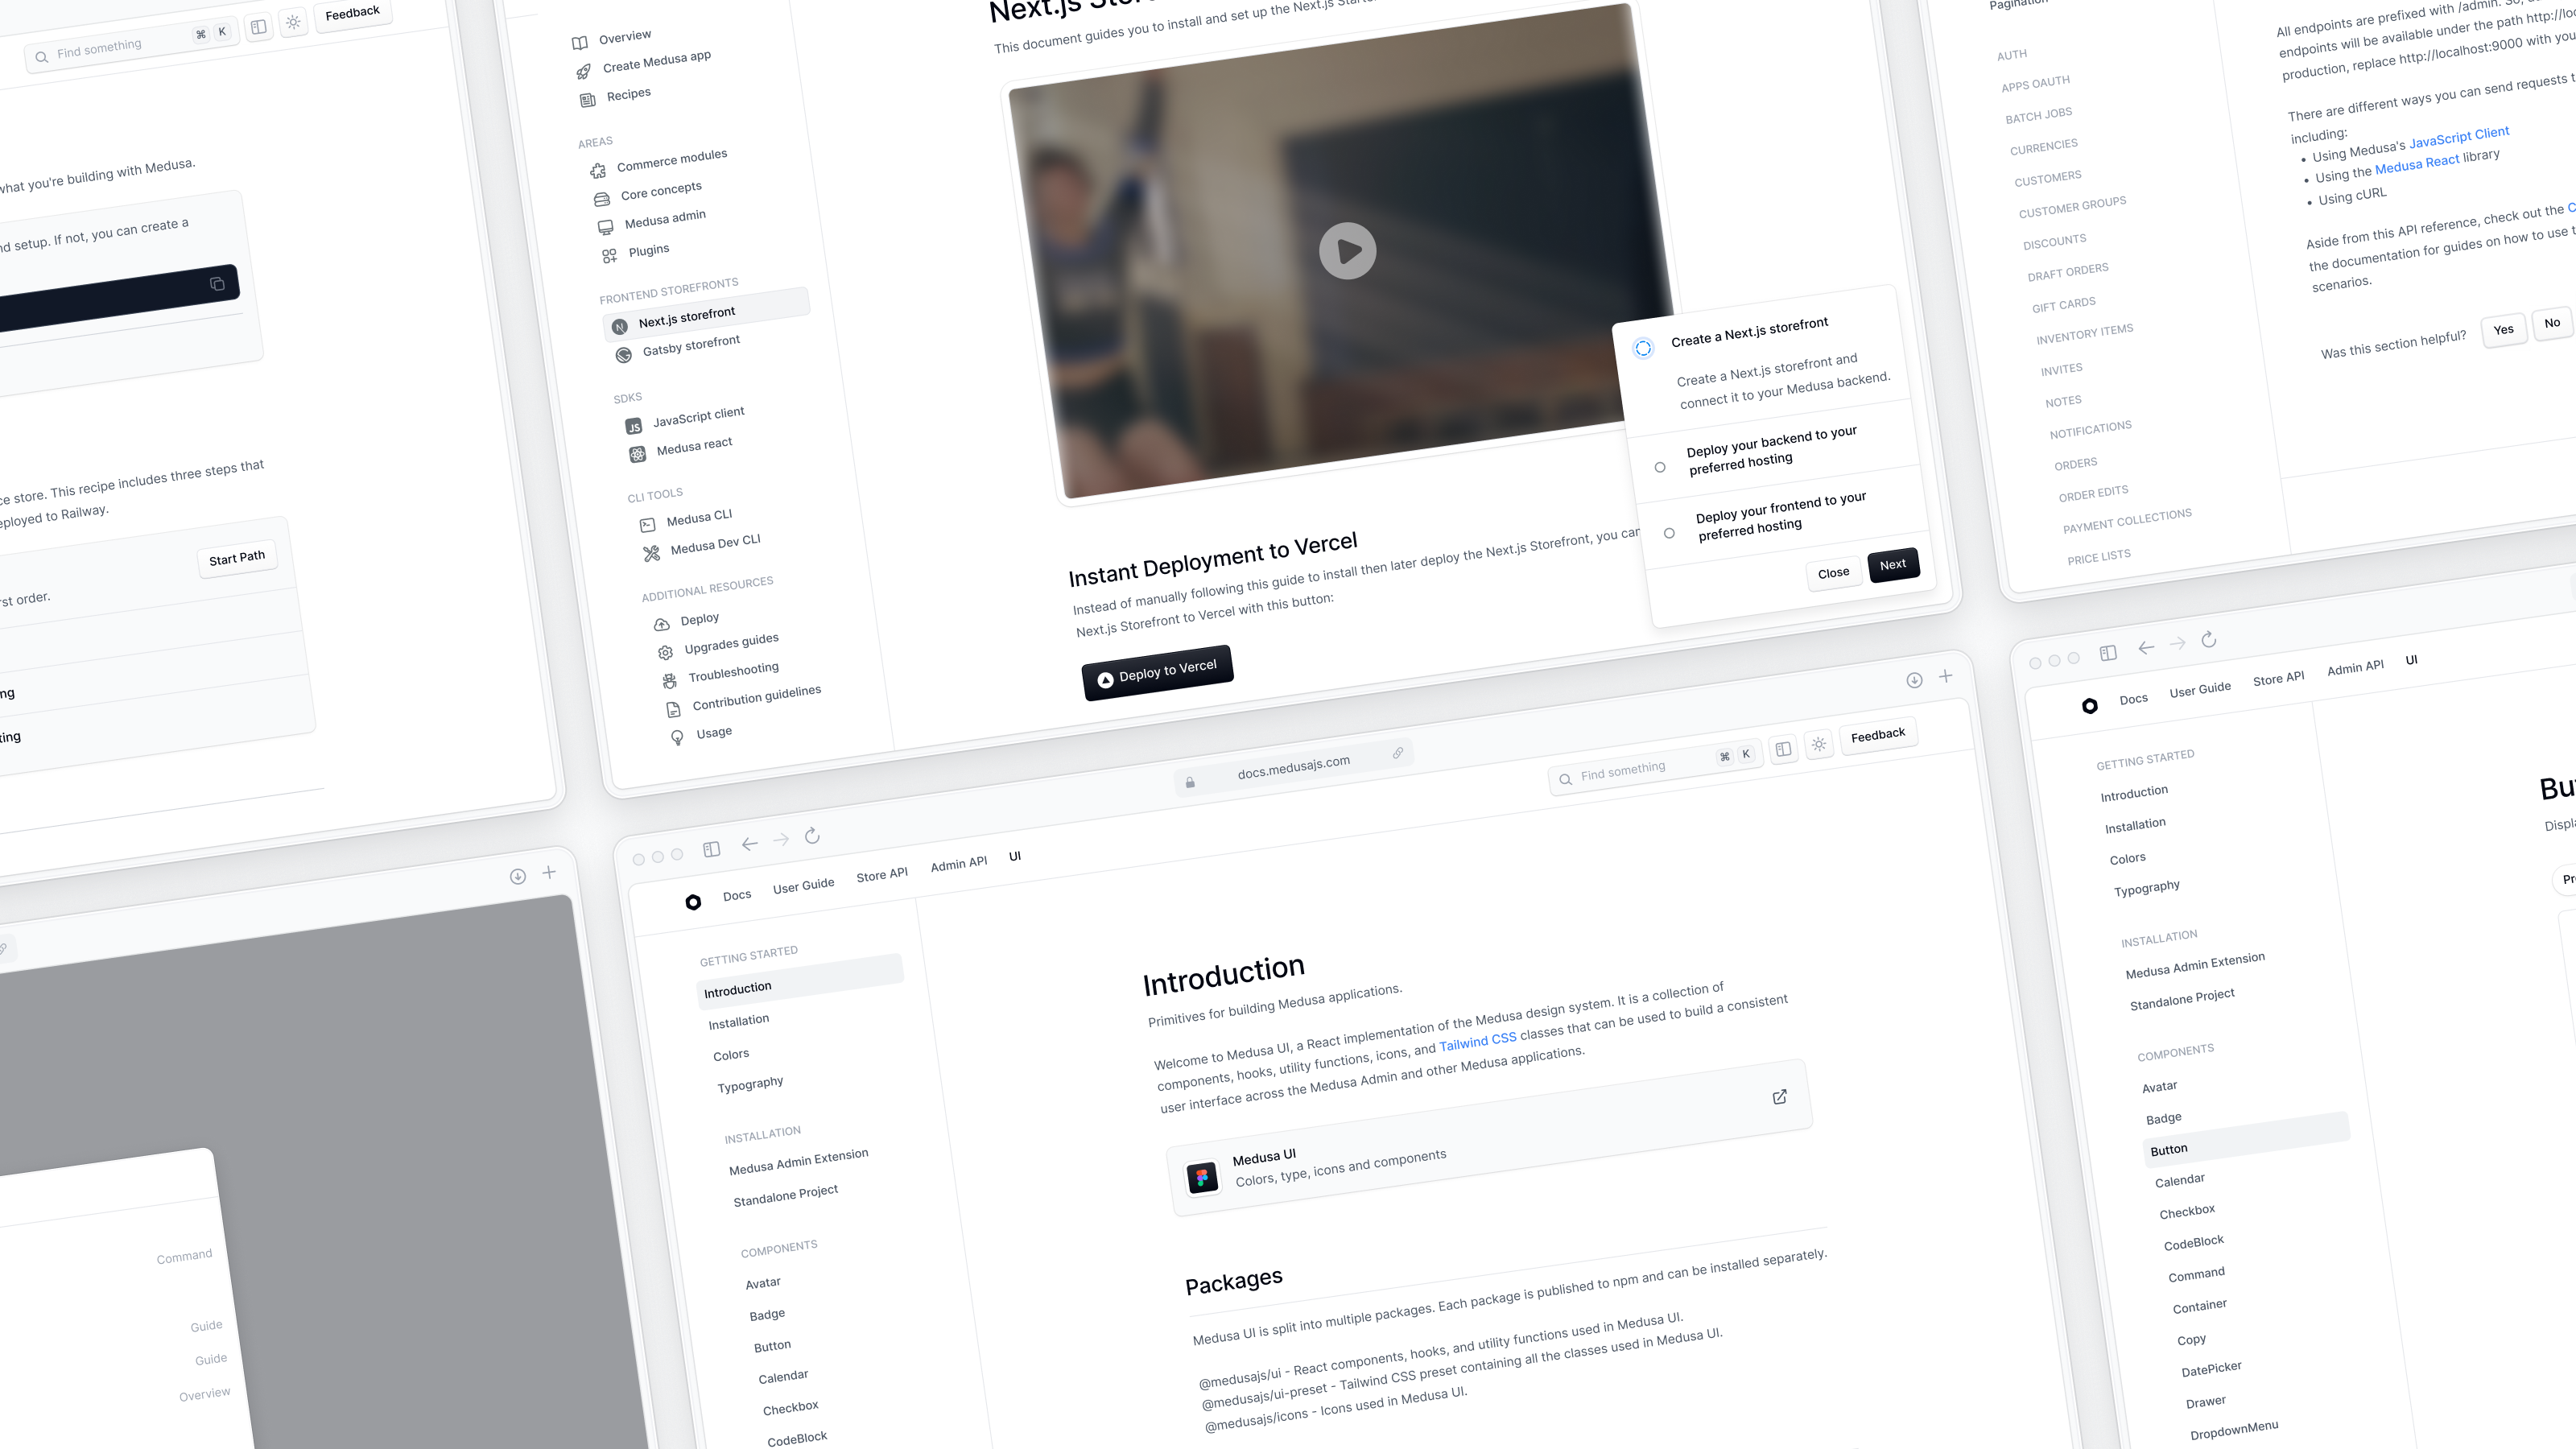 Find something
⌘ K
Feedback
what you're building with Medusa.
nd setup. If not, you can create a
ce store. This recipe includes three steps that
eployed to Railway.
Start Path
rst order.
ng
ting
Overview
Create Medusa app
Recipes
AREAS
Commerce modules
Core concepts
Medusa admin
Plugins
FRONTEND STOREFRONTS
Next.js storefront
Gatsby storefront
SDKS
JavaScript client
Medusa react
CLI TOOLS
Medusa CLI
Medusa Dev CLI
ADDITIONAL RESOURCES
Deploy
Upgrades guides
Troubleshooting
Contribution guidelines
Usage
Next.js
This document guides you to install and set up the Next.js
Create a Next.js storefront
Create a Next.js storefront and
connect it to your Medusa backend.
Deploy your backend to your
preferred hosting
Deploy your frontend to your
preferred hosting
Close
Next
Instant Deployment to Vercel
Instead of manually following this guide to install then later deploy the Next.js Storefront, you can
Next.js Storefront to Vercel with this button:
Deploy to Vercel
Pagination
AUTH
APPS OAUTH
BATCH JOBS
CURRENCIES
CUSTOMERS
CUSTOMER GROUPS
DISCOUNTS
DRAFT ORDERS
GIFT CARDS
INVENTORY ITEMS
INVITES
NOTES
NOTIFICATIONS
ORDERS
ORDER EDITS
PAYMENT COLLECTIONS
PRICE LISTS
All endpoints are prefixed with /admin. So,
endpoints will be available under the path
production, replace http://localhost:9000 with
There are different ways you can send requests
including:
• Using Medusa's JavaScript Client
• Using the Medusa React library
• Using cURL
Aside from this API reference, check out the
the documentation for guides on how to use
scenarios.
Was this section helpful?
Yes
No
Command
Guide
Guide
Overview
docs.medusajs.com
Docs
User Guide
Store API
Admin API
UI
Find something
⌘ K
Feedback
GETTING STARTED
Introduction
Installation
Colors
Typography
INSTALLATION
Medusa Admin Extension
Standalone Project
COMPONENTS
Avatar
Badge
Button
Calendar
Checkbox
CodeBlock
Introduction
Primitives for building Medusa applications.
Welcome to Medusa UI, a React implementation of the Medusa design system. It is a collection of
components, hooks, utility functions, icons, and Tailwind CSS classes that can be used to build a consistent
user interface across the Medusa Admin and other Medusa applications.
Medusa UI
Colors, type, icons and components
Packages
Medusa UI is split into multiple packages. Each package is published to npm and can be installed separately.
@medusajs/ui - React components, hooks, and utility functions used in Medusa UI.
@medusajs/ui-preset - Tailwind CSS preset containing all the classes used in Medusa UI.
@medusajs/icons - Icons used in Medusa UI.
Docs
User Guide
Store API
Admin API
UI
GETTING STARTED
Introduction
Installation
Colors
Typography
INSTALLATION
Medusa Admin Extension
Standalone Project
COMPONENTS
Avatar
Badge
Button
Calendar
Checkbox
CodeBlock
Command
Container
Copy
DatePicker
Drawer
DropdownMenu